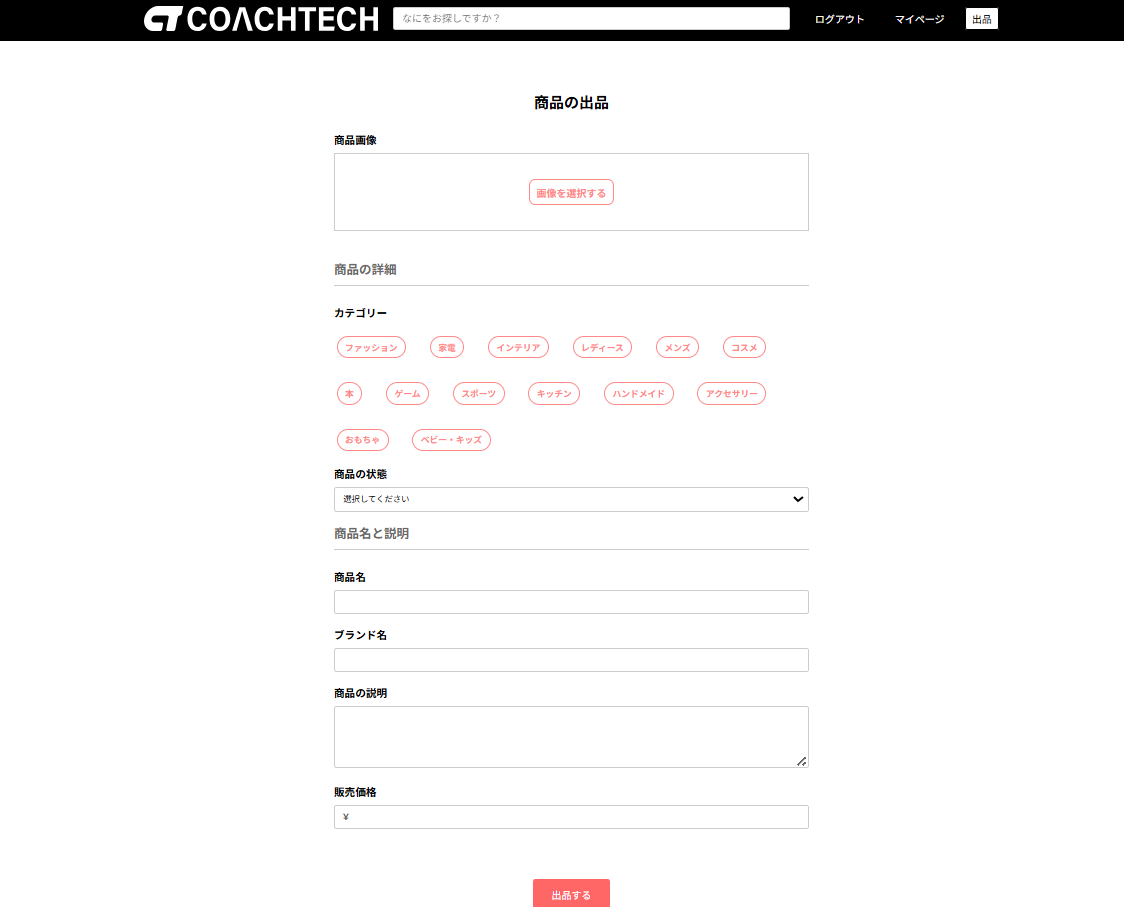 COACHTECH なにをお探しですか？ ログアウト マイページ 出品
商品の出品
商品画像
画像を選択する
商品の詳細
カテゴリー
ファッション 家電 インテリア レディース メンズ コスメ
本 ゲーム スポーツ キッチン ハンドメイド アクセサリー
おもちゃ ベビー・キッズ
商品の状態
選択してください
商品名と説明
商品名
ブランド名
商品の説明
販売価格
¥
出品する